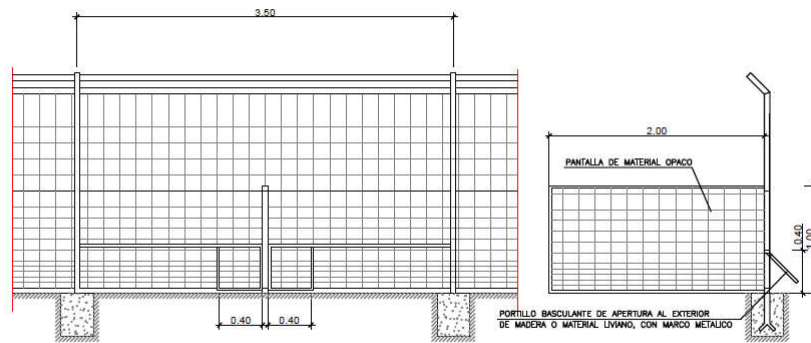 3.50
2.00
PANTALLA DE MATERIAL OPACO
0.40
1.00
0.40
0.40
PORTILLO BASCULANTE DE APERTURA AL EXTERIOR
DE MADERA O MATERIAL LIVIANO, CON MARCO METALICO